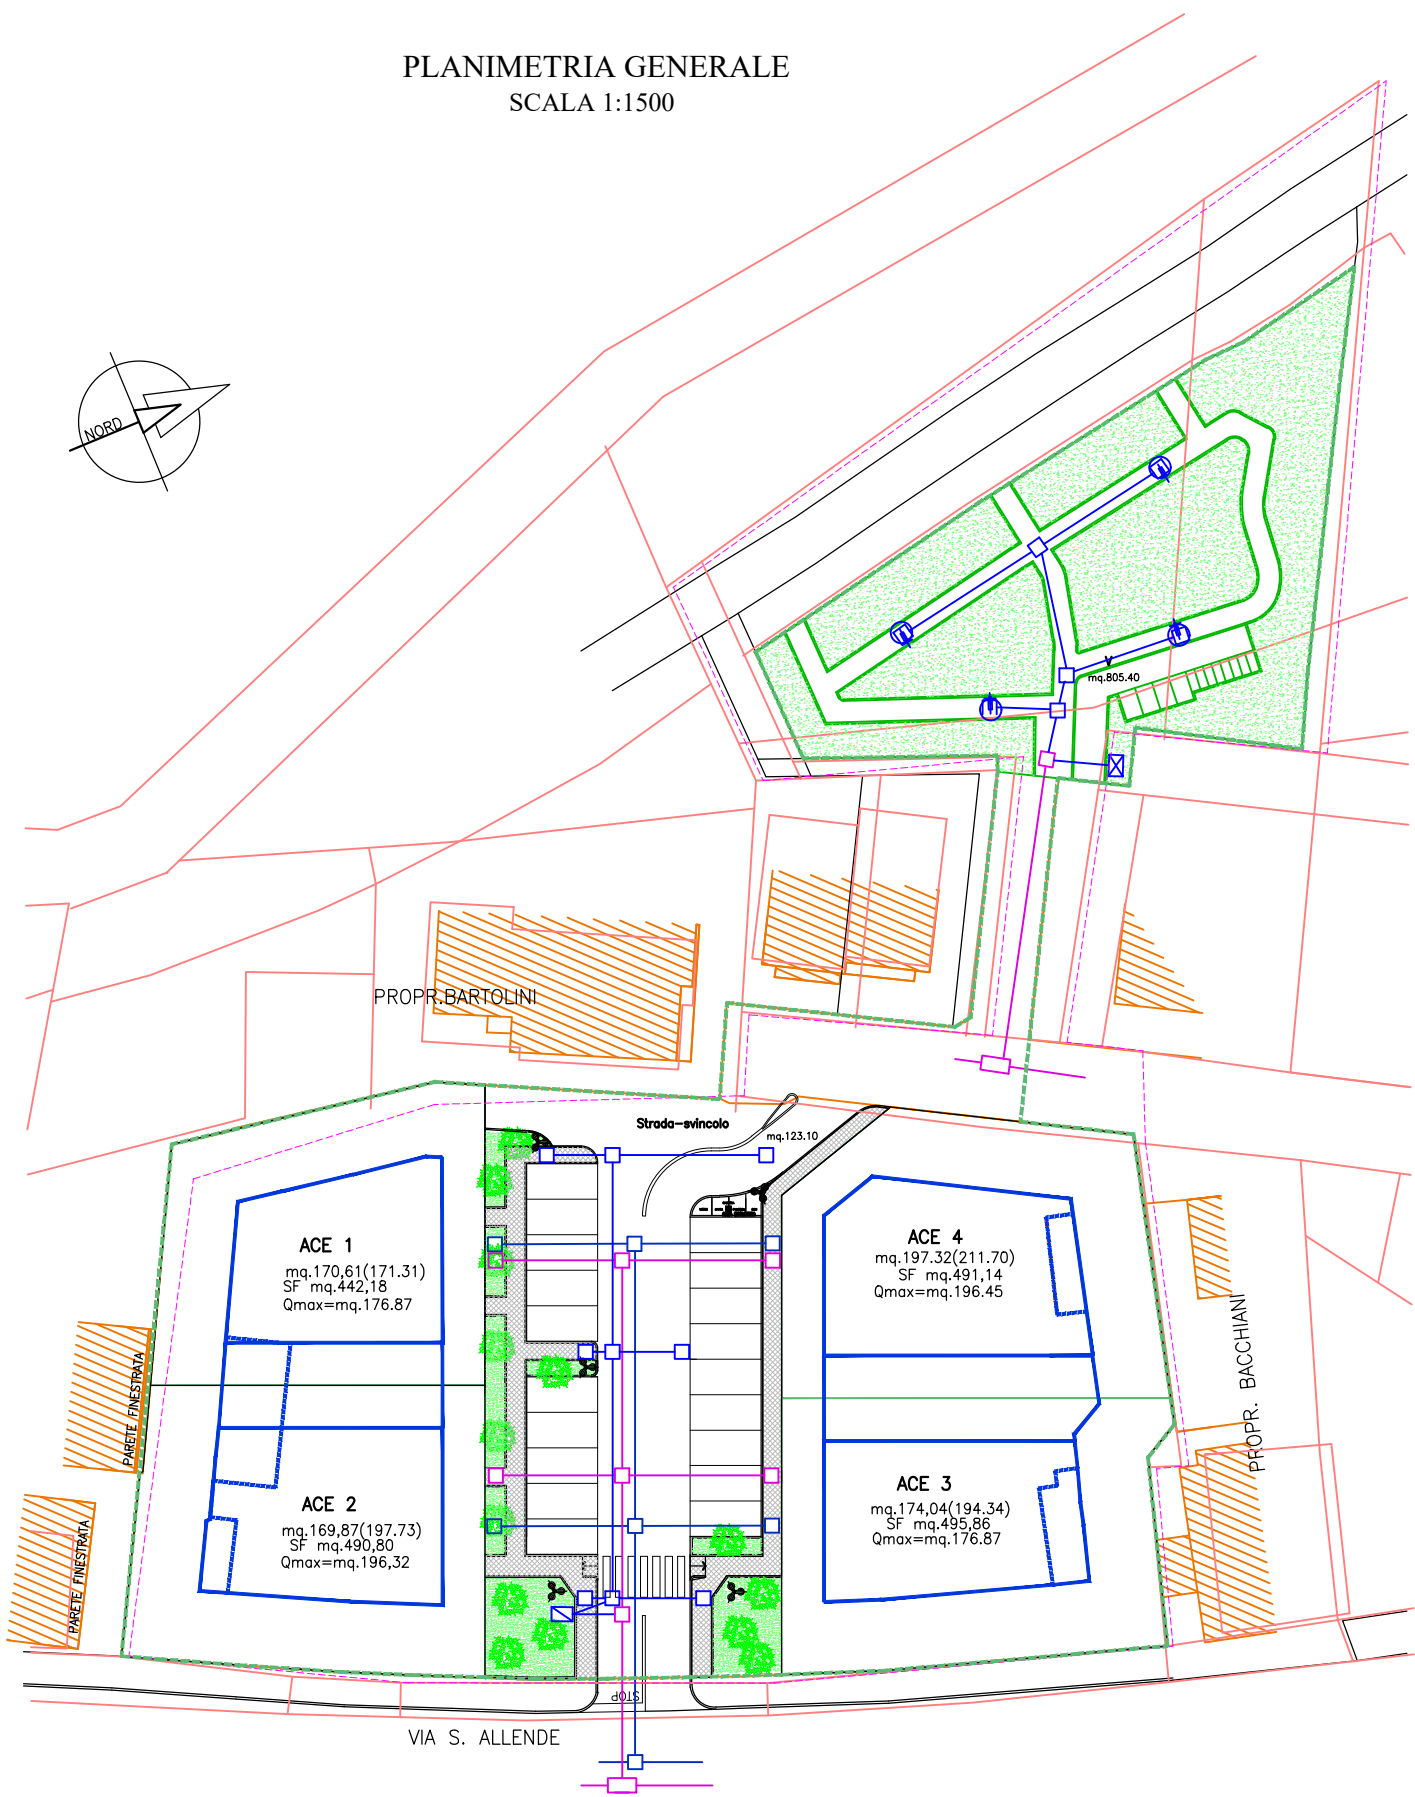 PLANIMETRIA GENERALE
SCALA 1:1500
NORD
V
mq.805.40
PROPR.BARTOLINI
Strada-svincolo
mq.123.10
ACE 1
mq.170,61(171.31)
SF mq.442,18
Qmax=mq.176.87
ACE 4
mq.197.32(211.70)
SF mq.491,14
Qmax=mq.196.45
PROPR. BACCHIANI
PARETE FINESTRATA
ACE 2
mq.169,87(197.73)
SF mq.490,80
Qmax=mq.196,32
ACE 3
mq.174,04(194.34)
SF mq.495,86
Qmax=mq.176.87
PARETE FINESTRATA
STOP
VIA S. ALLENDE